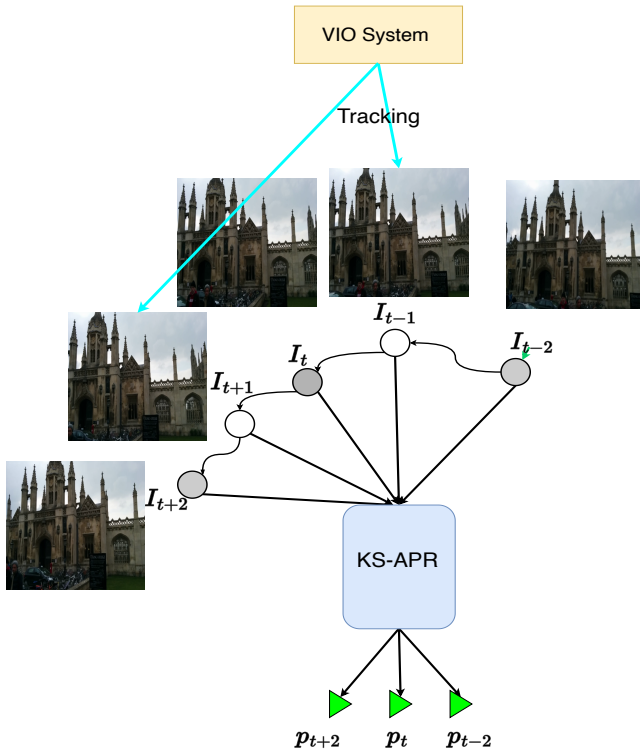 VIO System
Tracking
I_{t-1}
I_t
I_{t-2}
I_{t+1}
I_{t+2}
KS-APR
p_{t+2}
p_t
p_{t-2}